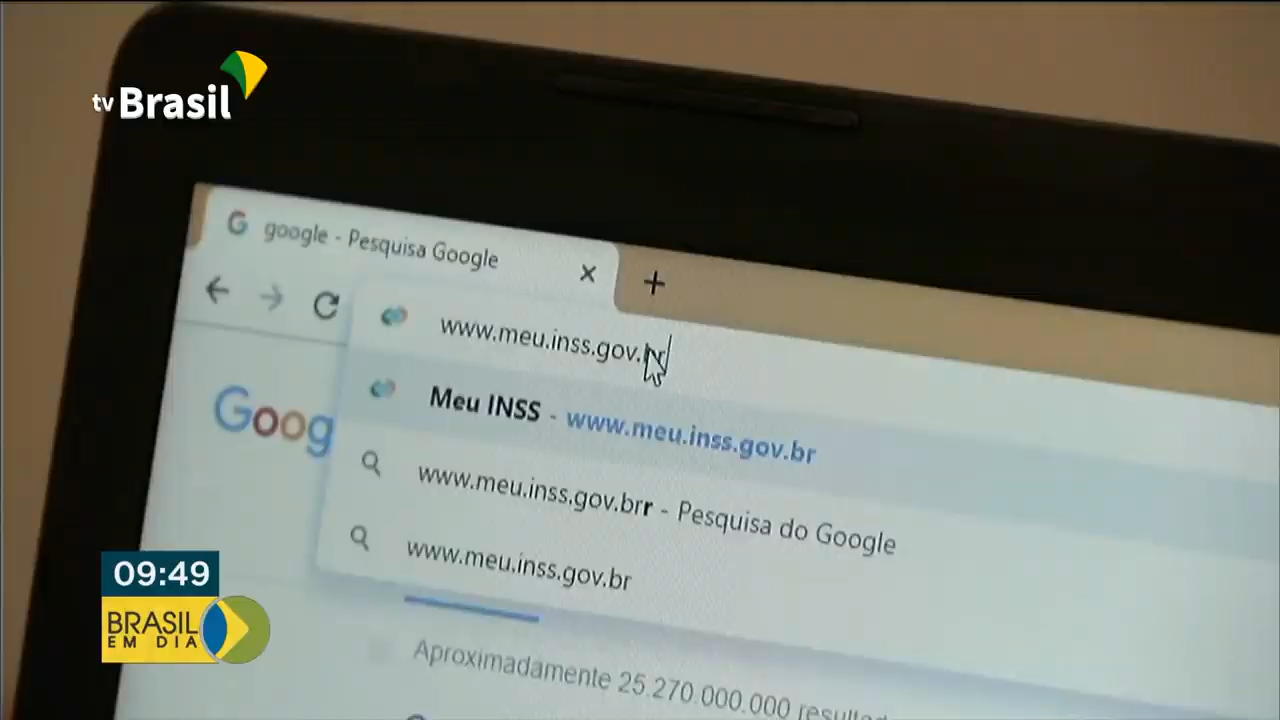 tv Brasil
google - Pesquisa Google
www.meu.inss.gov.br
Goog
Meu INSS - www.meu.inss.gov.br
www.meu.inss.gov.brr - Pesquisa do Google
www.meu.inss.gov.br
Aproximadamente 25.270.000.000
09:49
BRASIL
EM DIA